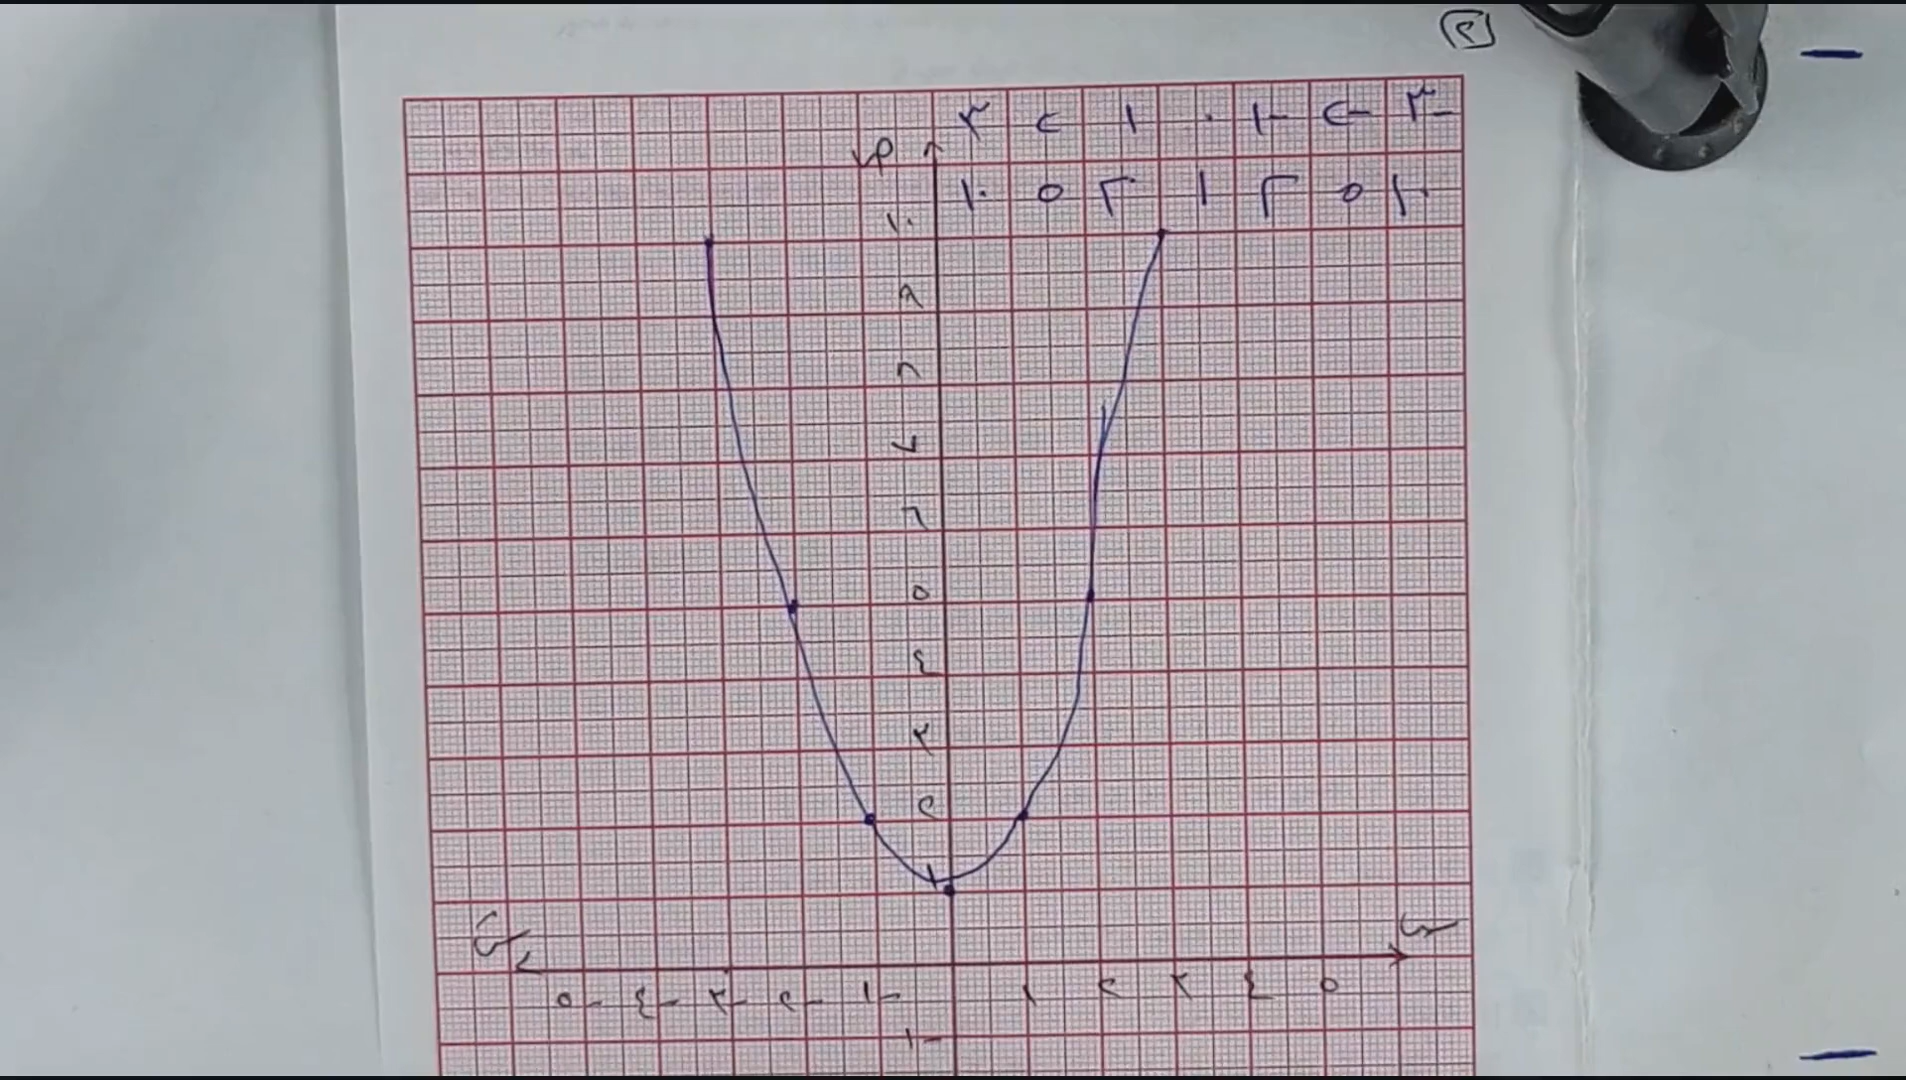 ٢
٣- ٢- ١- ٠ ١ ٢ ٣
ص
١٠ ٥ ٢ ١ ٢ ٥ ١٠
١٠
٩
٨
٧
٦
٥
٤
٣
٢
١
س سَ
٥ ٤ ٣ ٢ ١ ١- ٢- ٣- ٤- ٥-
١-